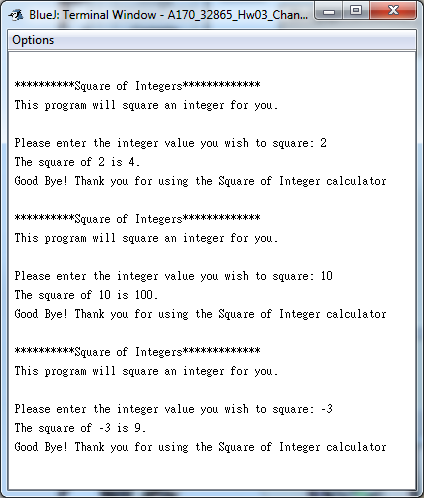 BlueJ: Terminal Window - A170_32865_Hw03_Chan...
Options
**********Square of Integers*************
This program will square an integer for you.
Please enter the integer value you wish to square: 2
The square of 2 is 4.
Good Bye! Thank you for using the Square of Integer calculator
**********Square of Integers*************
This program will square an integer for you.
Please enter the integer value you wish to square: 10
The square of 10 is 100.
Good Bye! Thank you for using the Square of Integer calculator
**********Square of Integers*************
This program will square an integer for you.
Please enter the integer value you wish to square: -3
The square of -3 is 9.
Good Bye! Thank you for using the Square of Integer calculator